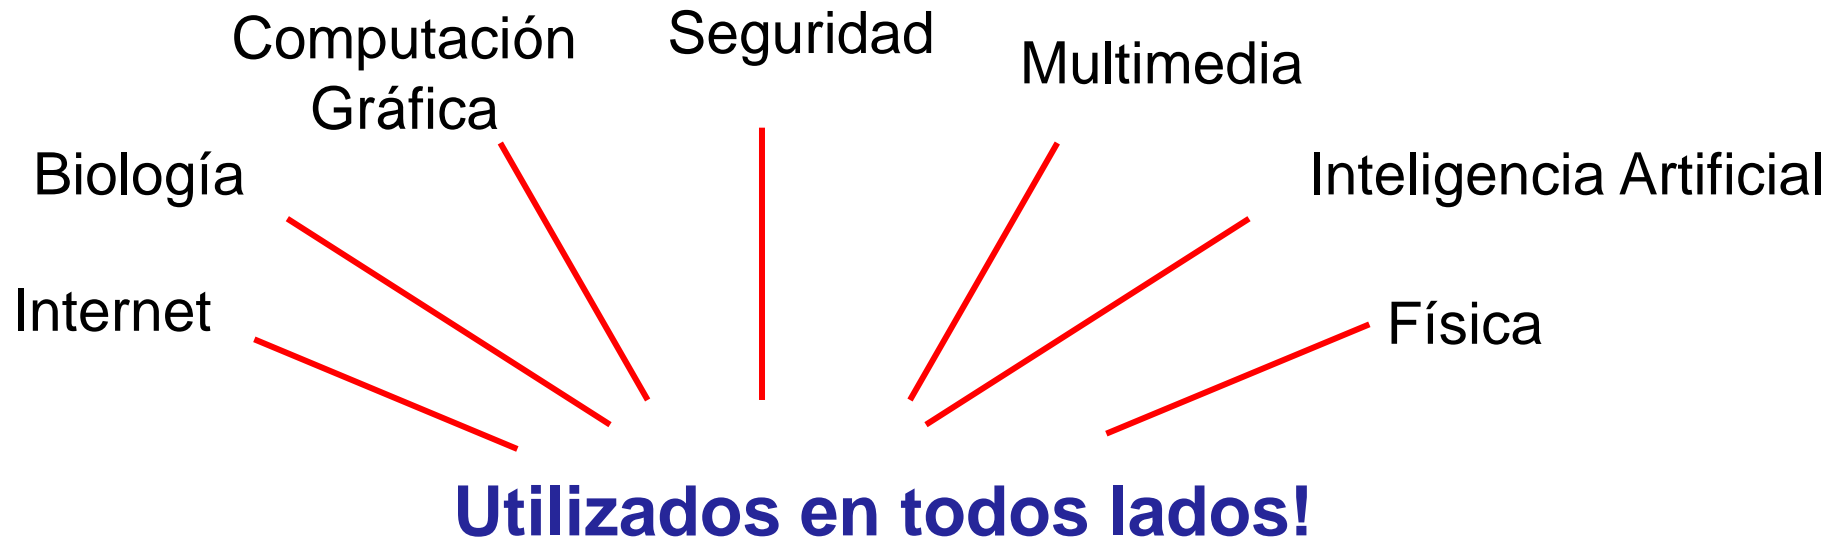 Computación
Gráfica
Seguridad
Multimedia
Biología
Inteligencia Artificial
Internet
Física
Utilizados en todos lados!